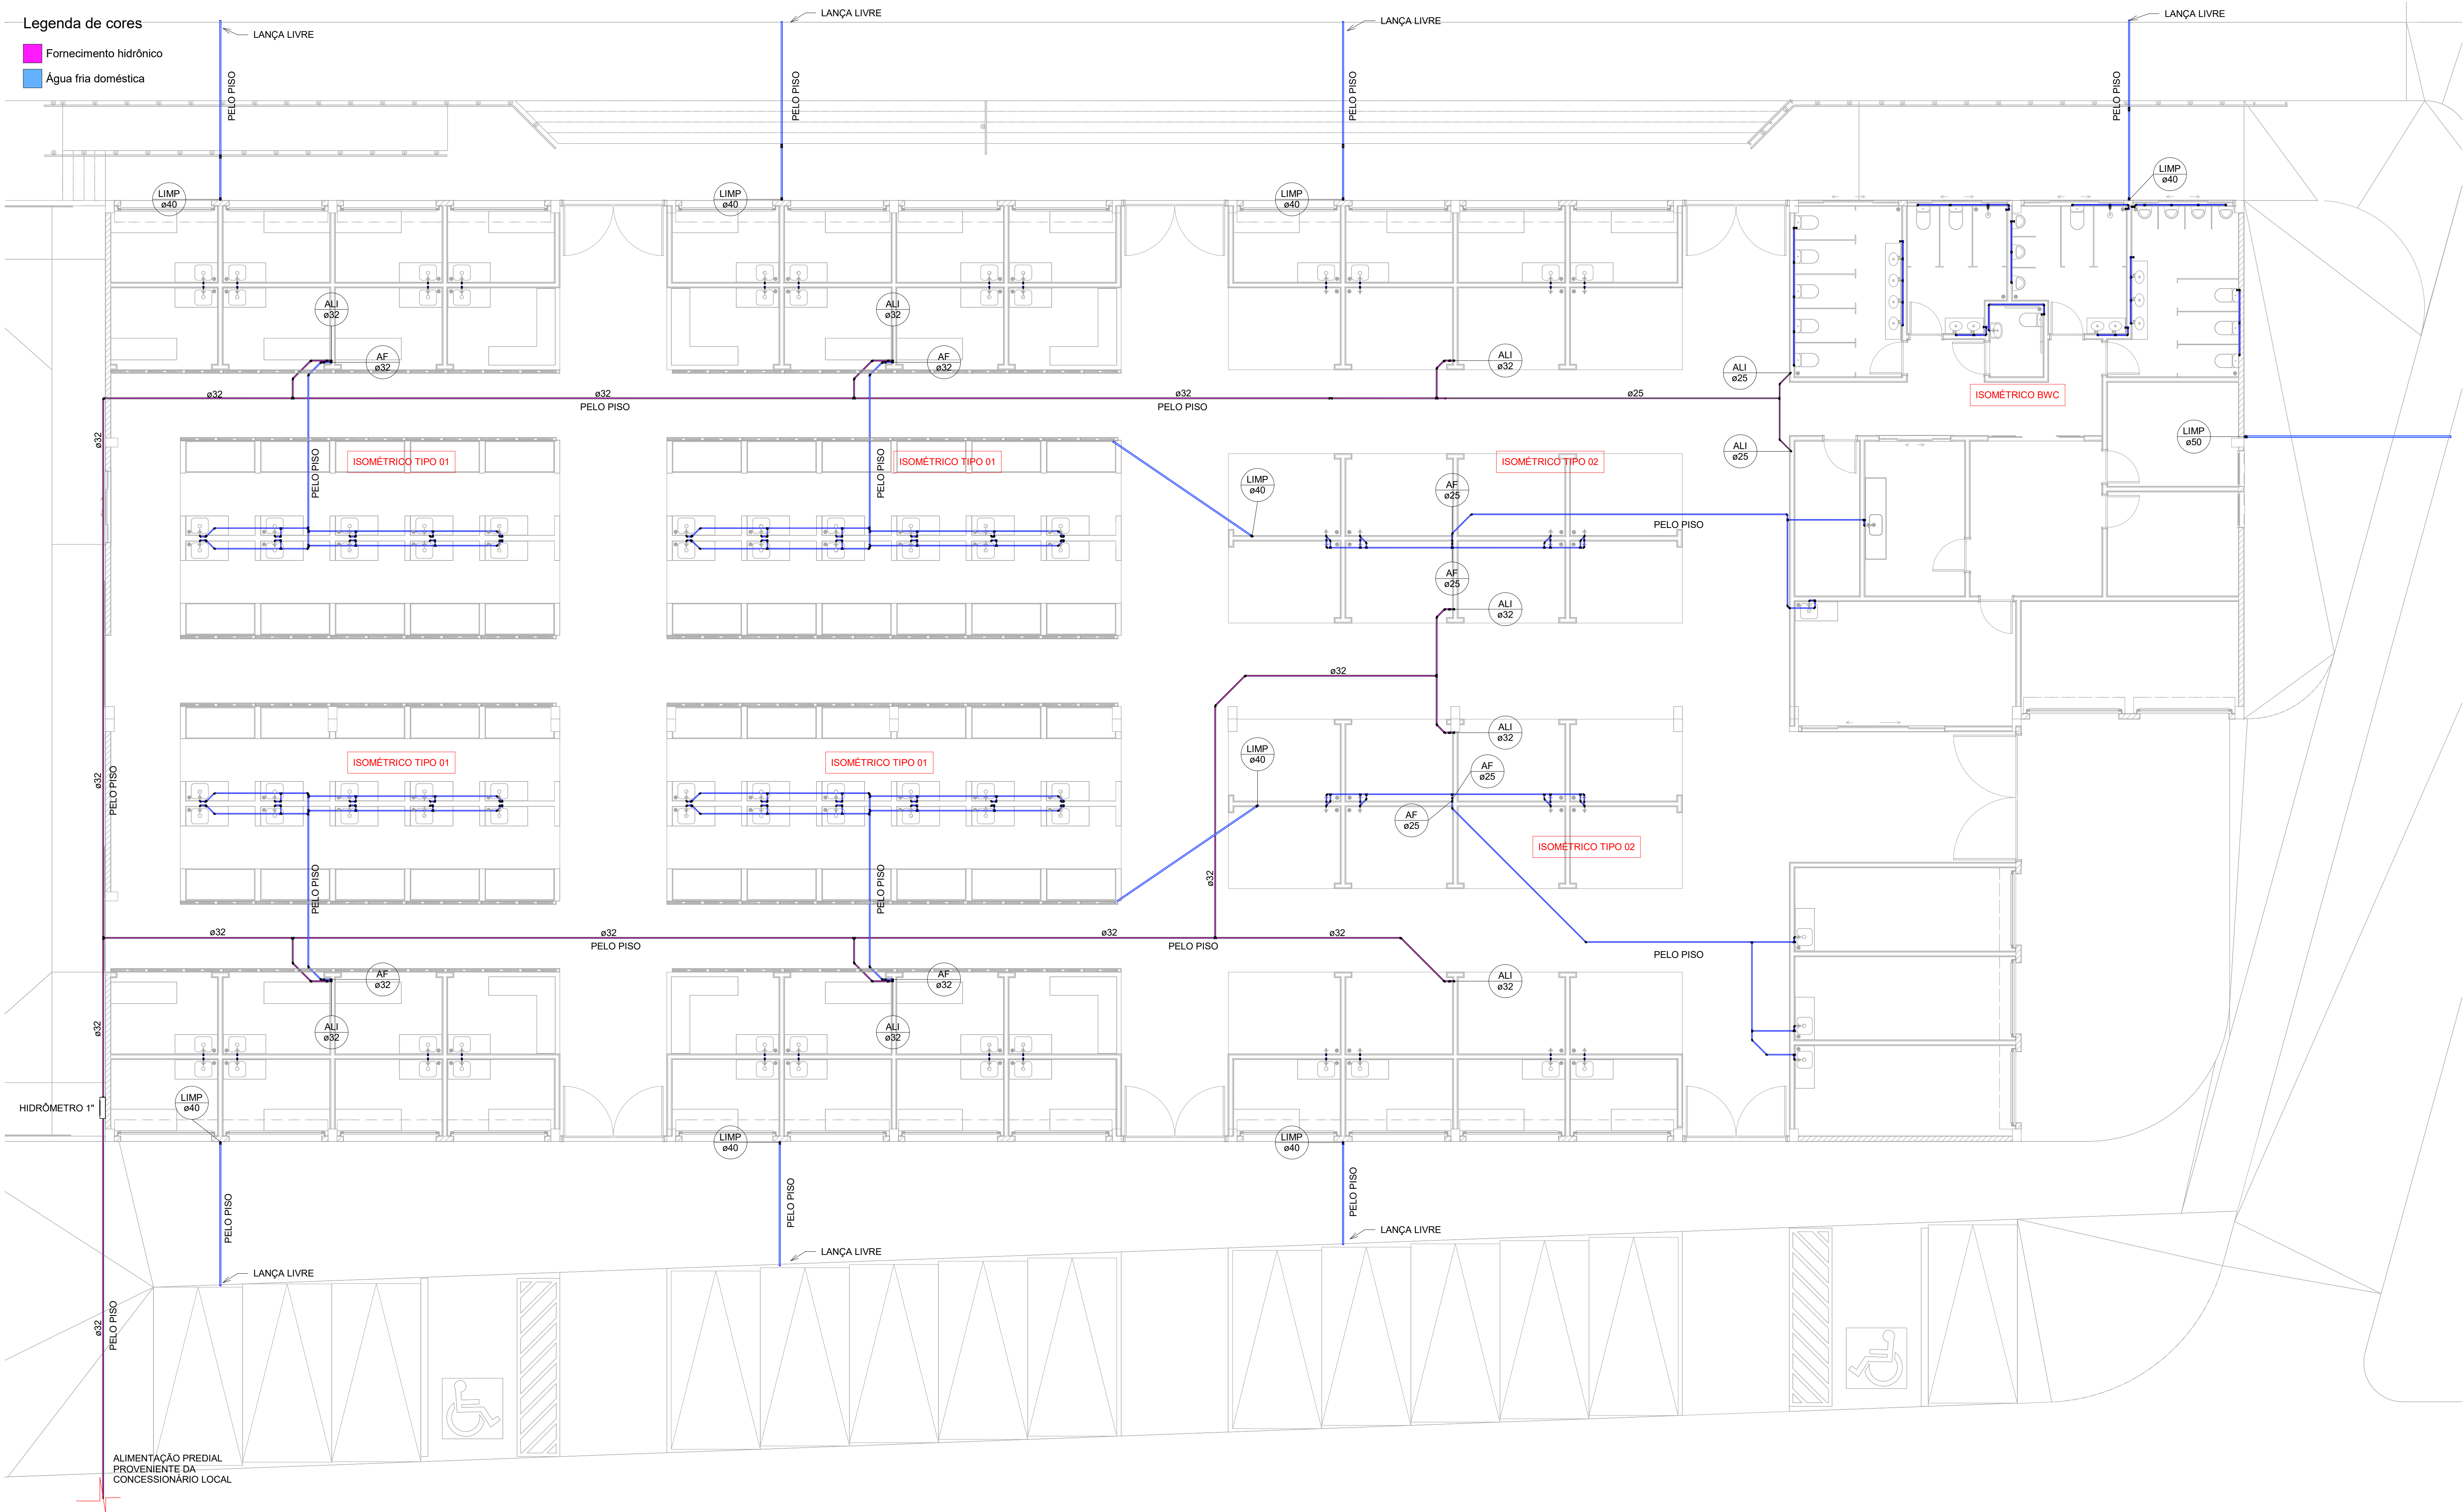 Legenda de cores
Fornecimento hidrônico
Água fria doméstica
LANÇA LIVRE
LANÇA LIVRE
LANÇA LIVRE
LANÇA LIVRE
PELO PISO
PELO PISO
PELO PISO
PELO PISO
LIMP
ø40
LIMP
ø40
LIMP
ø40
LIMP
ø40
ALI
ø32
ALI
ø32
AF
ø32
AF
ø32
ALI
ø32
ALI
ø25
ø32
ø32
PELO PISO
ø32
PELO PISO
ø25
ISOMÉTRICO BWC
ø32
LIMP
ø50
ALI
ø25
ISOMÉTRICO TIPO 01
ISOMÉTRICO TIPO 01
ISOMÉTRICO TIPO 02
PELO PISO
PELO PISO
LIMP
ø40
AF
ø25
PELO PISO
AF
ø25
ALI
ø32
ø32
ALI
ø32
LIMP
ø40
AF
ø25
AF
ø25
ISOMÉTRICO TIPO 01
ISOMÉTRICO TIPO 01
ø32
PELO PISO
ISOMÉTRICO TIPO 02
PELO PISO
PELO PISO
ø32
ø32
ø32
PELO PISO
ø32
PELO PISO
ø32
PELO PISO
AF
ø32
AF
ø32
ALI
ø32
ALI
ø32
ALI
ø32
ø32
HIDRÔMETRO 1"
LIMP
ø40
LIMP
ø40
LIMP
ø40
PELO PISO
PELO PISO
PELO PISO
LANÇA LIVRE
LANÇA LIVRE
LANÇA LIVRE
ø32
PELO PISO
ALIMENTAÇÃO PREDIAL
PROVENIENTE DA
CONCESSIONÁRIO LOCAL